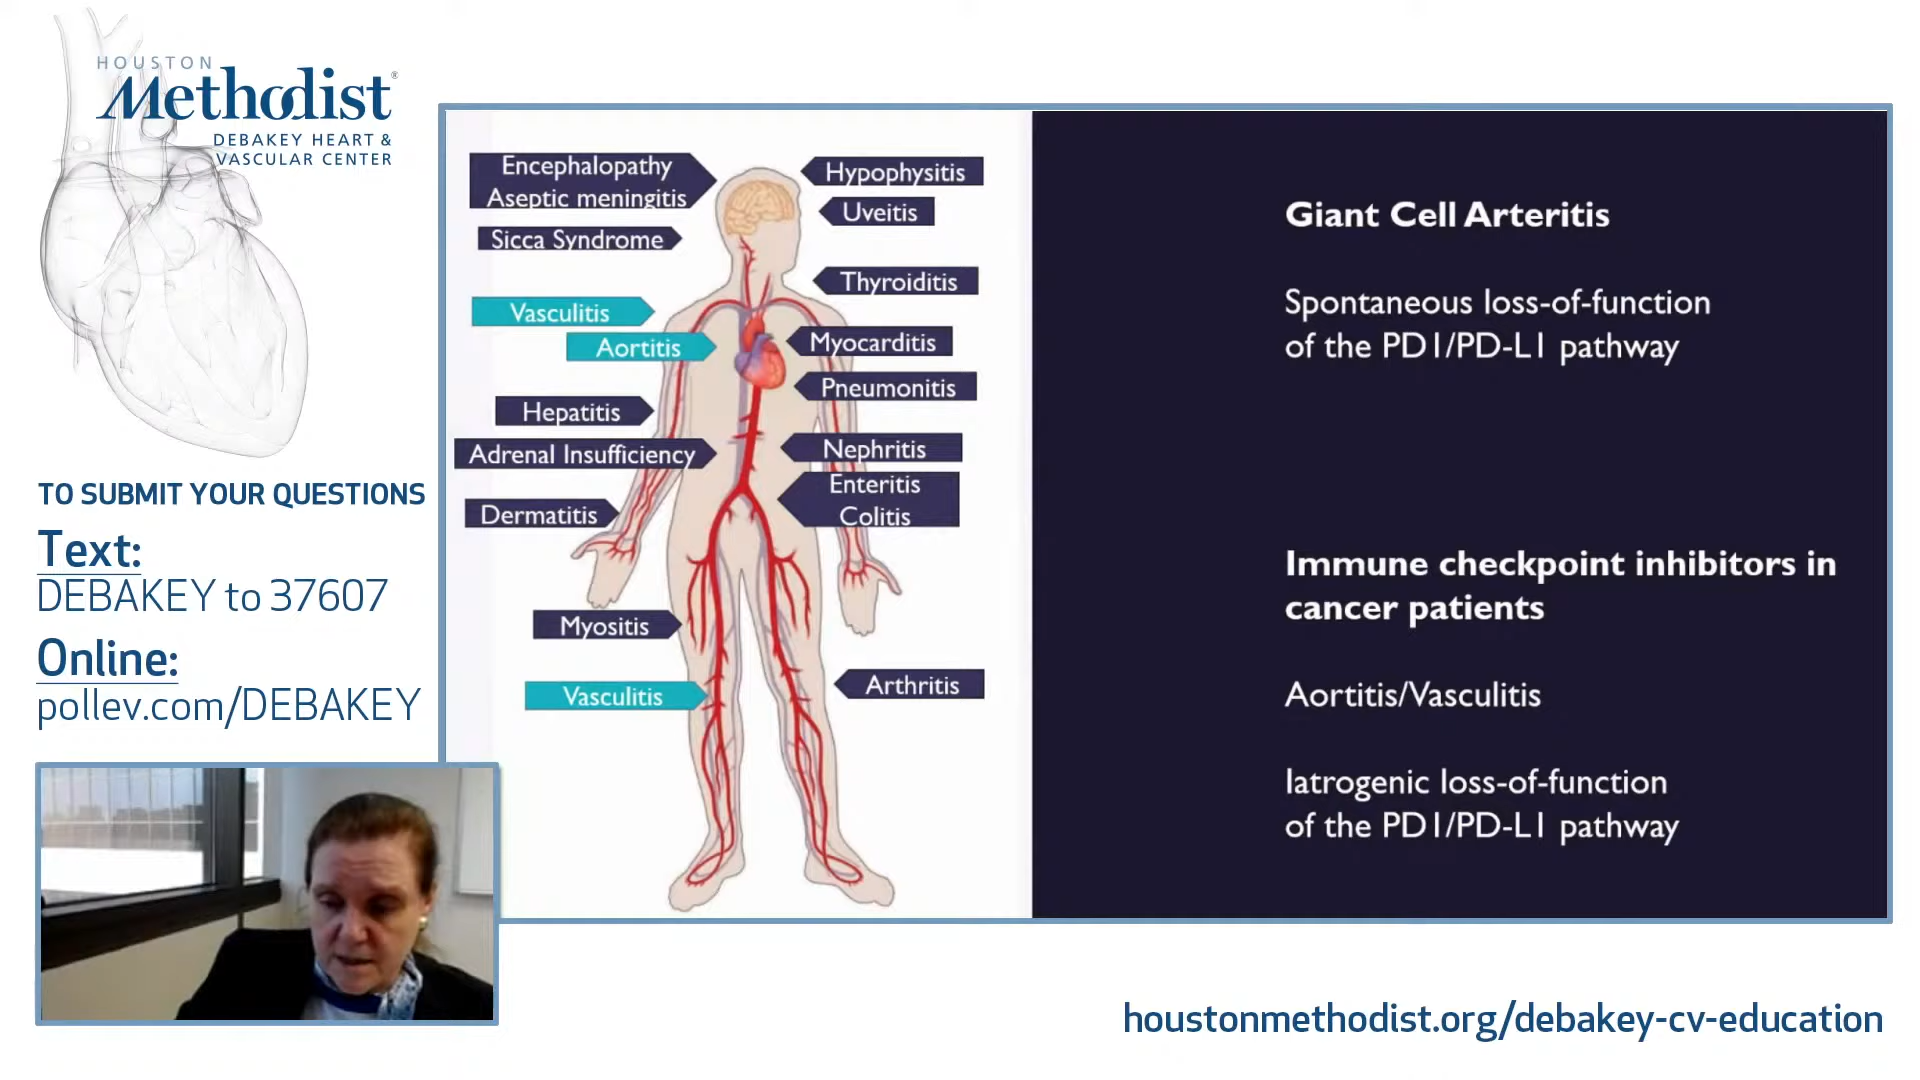 HOUSTON
Methodist®
DEBAKEY HEART &
VASCULAR CENTER
TO SUBMIT YOUR QUESTIONS
Text:
DEBAKEY to 37607
Online:
pollev.com/DEBAKEY
Encephalopathy
Aseptic meningitis
Sicca Syndrome
Vasculitis
Aortitis
Hepatitis
Adrenal Insufficiency
Dermatitis
Myositis
Vasculitis
Hypophysitis
Uveitis
Thyroiditis
Myocarditis
Pneumonitis
Nephritis
Enteritis
Colitis
Arthritis
Giant Cell Arteritis
Spontaneous loss-of-function
of the PD1/PD-L1 pathway
Immune checkpoint inhibitors in
cancer patients
Aortitis/Vasculitis
Iatrogenic loss-of-function
of the PD1/PD-L1 pathway
houstonmethodist.org/debakey-cv-education